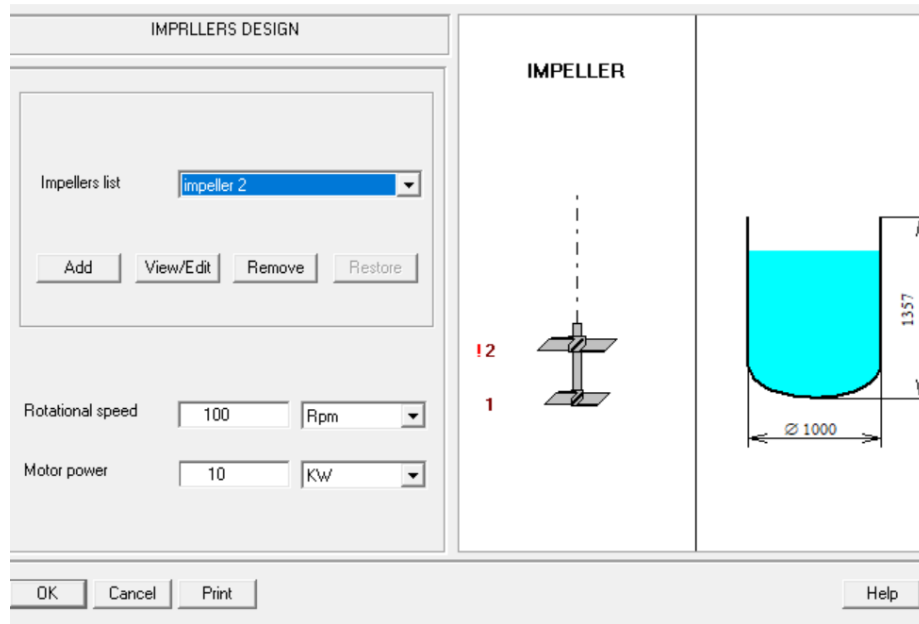 IMPRLLERS DESIGN
Impellers list
impeller 2
Add
View/Edit
Remove
Restore
Rotational speed
100
Rpm
Motor power
10
KW
IMPELLER
!2
1
1357
Ø 1000
OK
Cancel
Print
Help